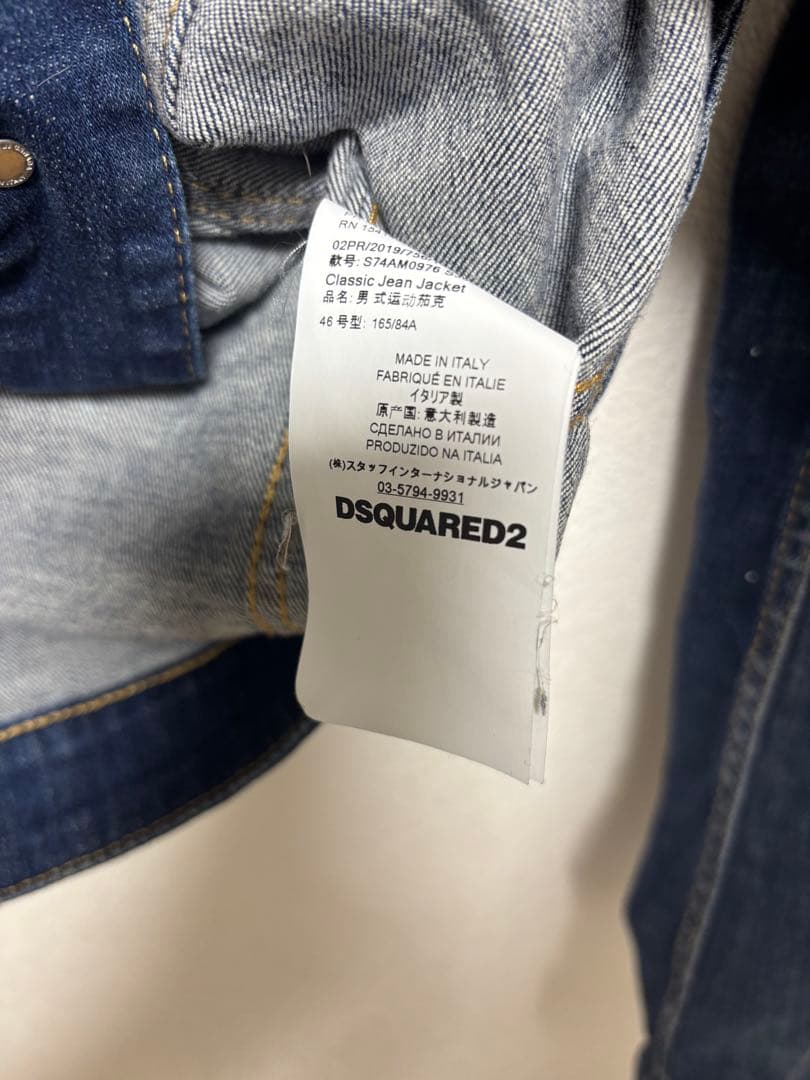 RN 154
02PR/2019/756
款号: S74AM0976 S
Classic Jean Jacket
品名: 男式运动茄克
46 号型: 165/84A
MADE IN ITALY
FABRIQUÉ EN ITALIE
イタリア製
原产国: 意大利製造
СДЕЛАНО В ИТАЛИИ
PRODUZIDO NA ITALIA
(株)スタッフインターナショナルジャパン
03-5794-9931
DSQUARED2